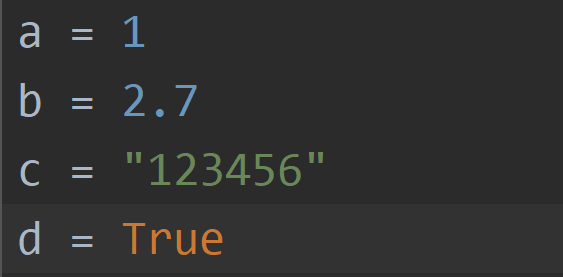 a = 1
b = 2.7
c = "123456"
d = True